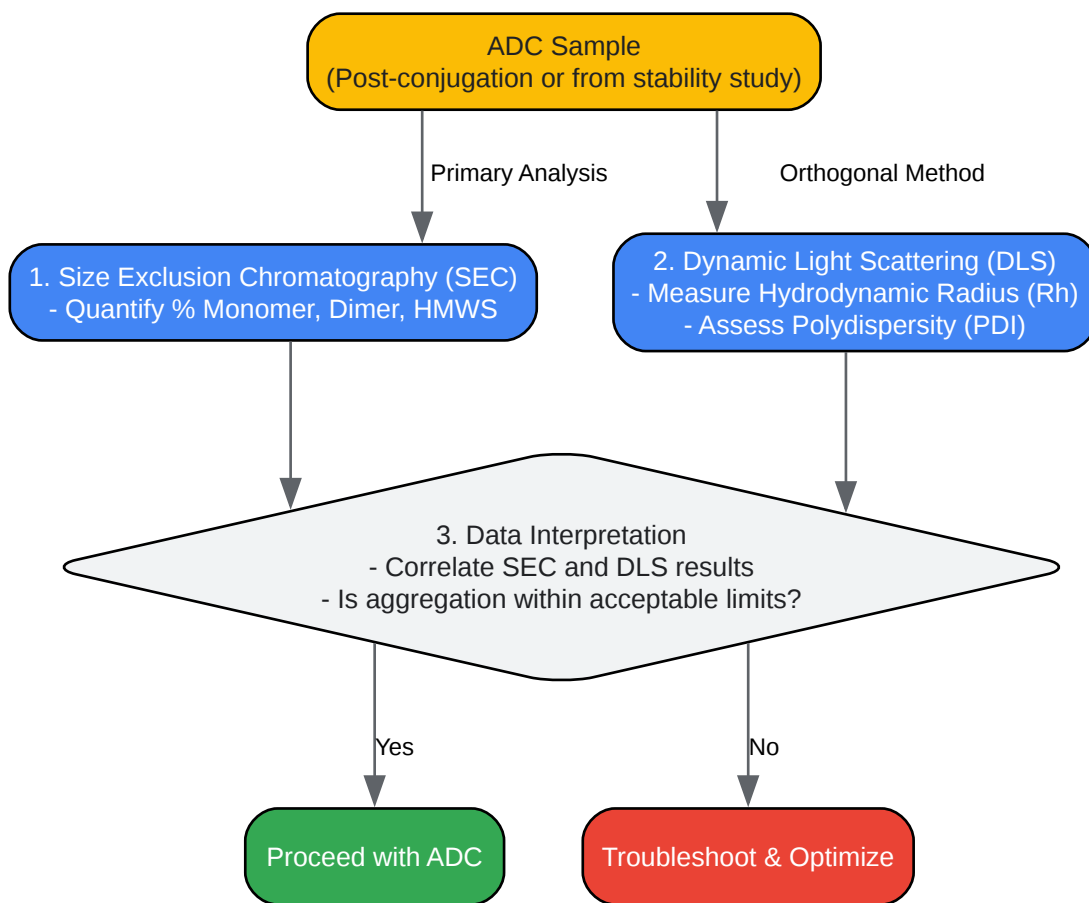 ADC Sample
(Post-conjugation or from stability study)
Primary Analysis
Orthogonal Method
1. Size Exclusion Chromatography (SEC)
- Quantify % Monomer, Dimer, HMWS
2. Dynamic Light Scattering (DLS)
- Measure Hydrodynamic Radius (Rh)
- Assess Polydispersity (PDI)
3. Data Interpretation
- Correlate SEC and DLS results
- Is aggregation within acceptable limits?
Yes
No
Proceed with ADC
Troubleshoot & Optimize